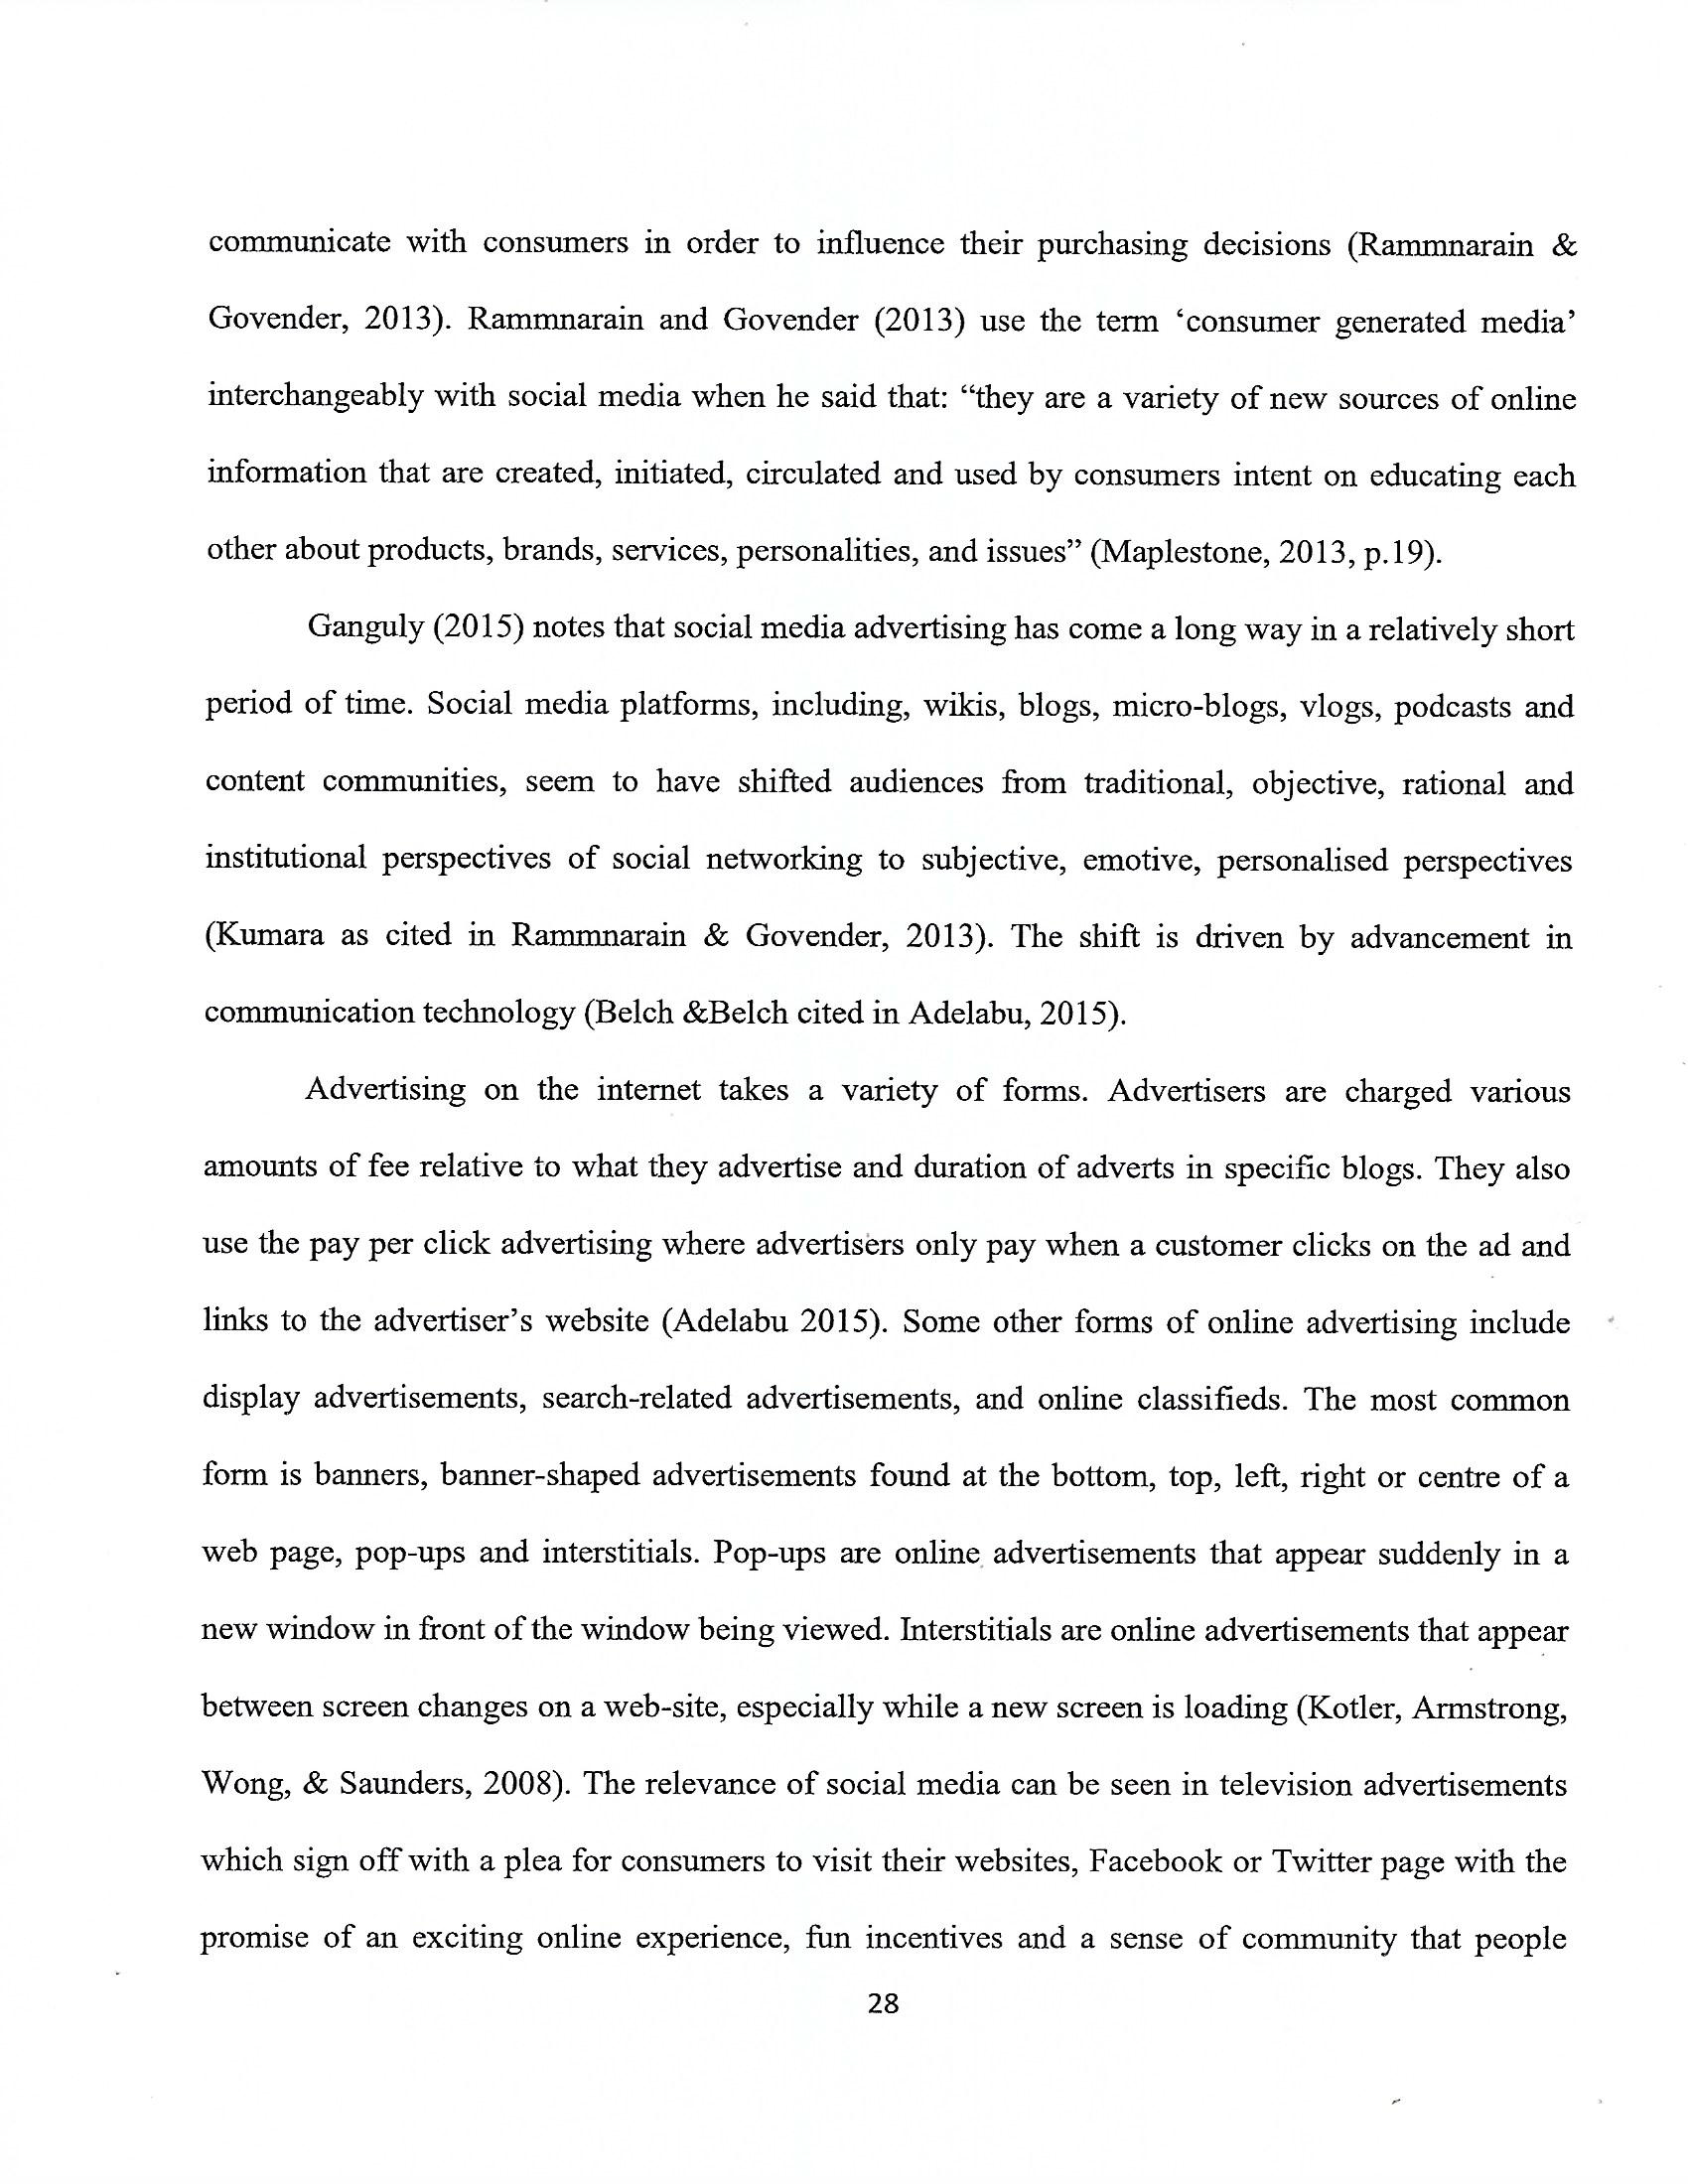 communicate with consumers in order to influence their purchasing decisions (Rammnarain &
Govender, 2013). Rammnarain and Govender (2013) use the term ‘consumer generated media’
interchangeably with social media when he said that: “they are a variety of new sources of online
information that are created, initiated, circulated and used by consumers intent on educating each
other about products, brands, services, personalities, and issues” (Maplestone, 2013, p.19).
Ganguly (2015) notes that social media advertising has come a long way in a relatively short
period of time. Social media platforms, including, wikis, blogs, micro-blogs, vlogs, podcasts and
content communities, seem to have shifted audiences from traditional, objective, rational and
institutional perspectives of social networking to subjective, emotive, personalised perspectives
(Kumara as cited in Rammnarain & Govender, 2013). The shift is driven by advancement in
communication technology (Belch &Belch cited in Adelabu, 2015).
Advertising on the internet takes a variety of forms. Advertisers are charged various
amounts of fee relative to what they advertise and duration of adverts in specific blogs. They also
use the pay per click advertising where advertisers only pay when a customer clicks on the ad and
links to the advertiser’s website (Adelabu 2015). Some other forms of online advertising include
display advertisements, search-related advertisements, and online classifieds. The most common
form is banners, banner-shaped advertisements found at the bottom, top, left, right or centre of a
web page, pop-ups and interstitials. Pop-ups are online advertisements that appear suddenly in a
new window in front of the window being viewed. Interstitials are online advertisements that appear
between screen changes on a web-site, especially while a new screen is loading (Kotler, Armstrong,
Wong, & Saunders, 2008). The relevance of social media can be seen in television advertisements
which sign off with a plea for consumers to visit their websites, Facebook or Twitter page with the
promise of an exciting online experience, fun incentives and a sense of community that people
28